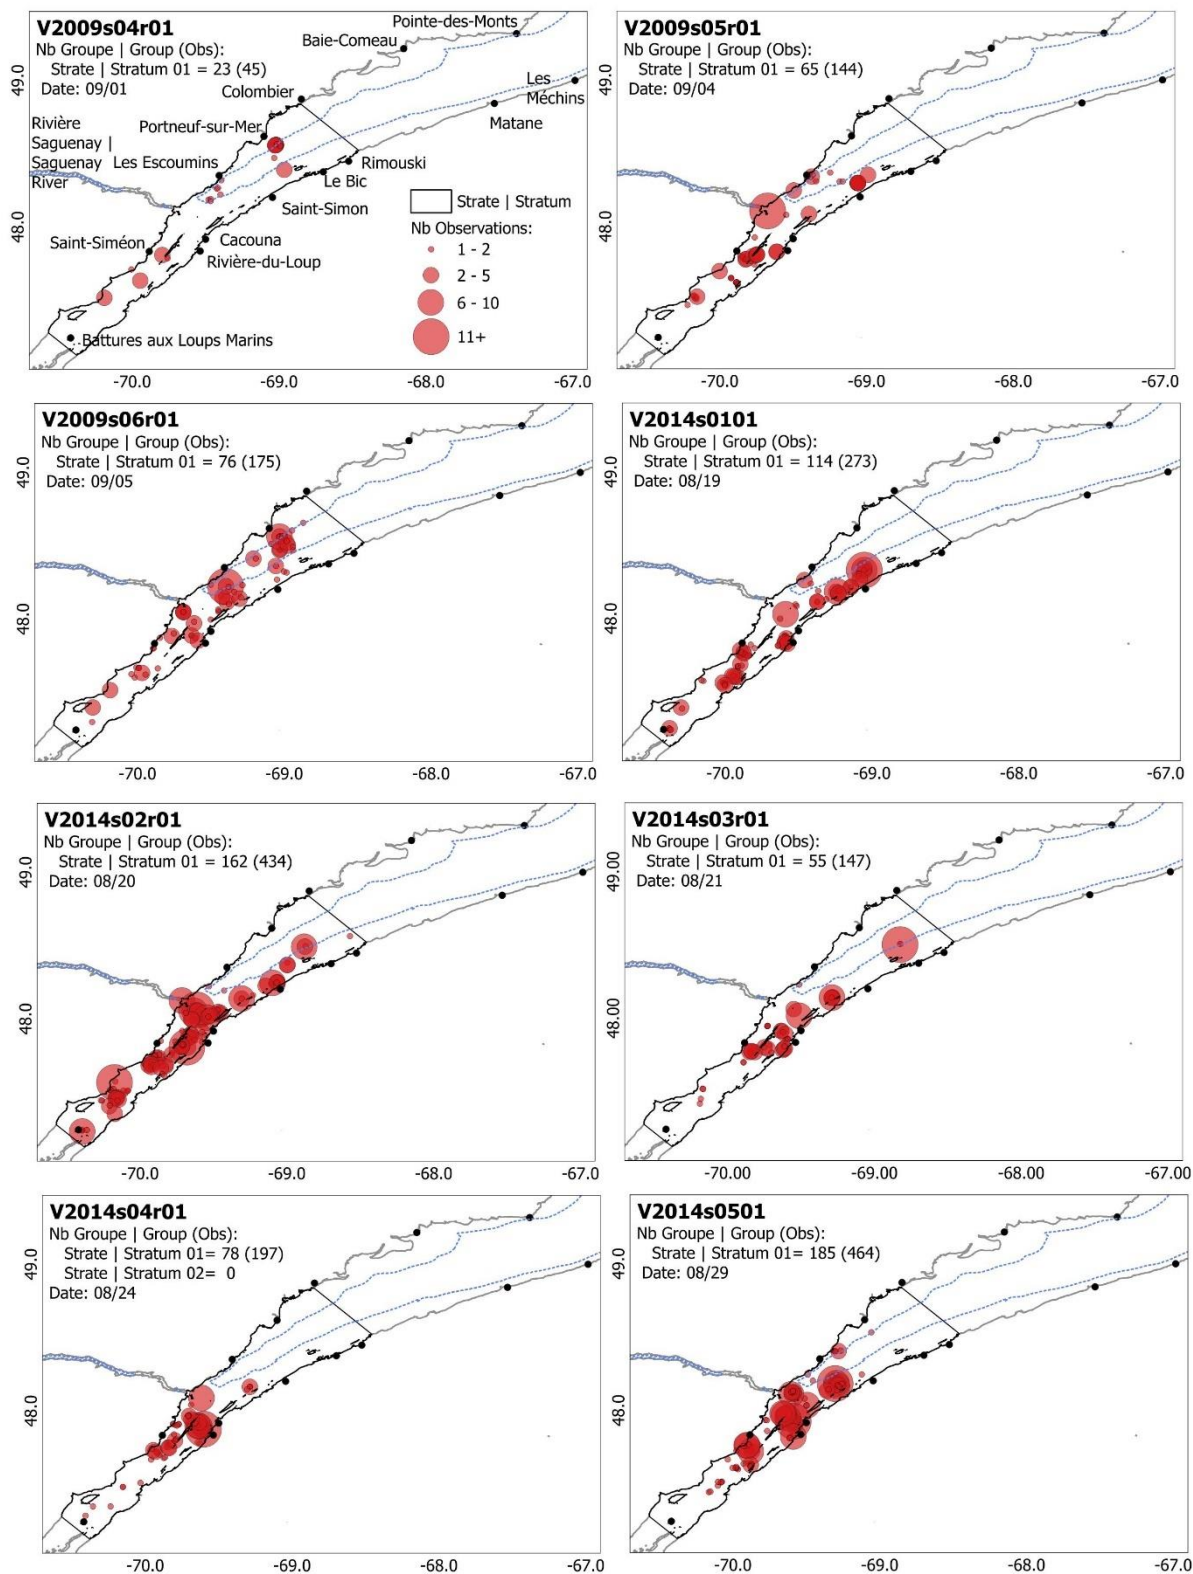 V2009s04r01
Nb Groupe | Group (Obs):
Strate | Stratum 01 = 23 (45)
Date: 09/01
Pointe-des-Monts
Baie-Comeau
Les
Méchins
Colombier
Matane
Rivière
Saguenay |
Saguenay
River
Portneuf-sur-Mer
Les Escoumins
Rimouski
Le Bic
Saint-Simon
Strate | Stratum
Nb Observations:
1 - 2
2 - 5
6 - 10
11+
Saint-Siméon
Cacouna
Rivière-du-Loup
Battures aux Loups Marins
49.0
48.0
-70.0 -69.0 -68.0 -67.0
V2009s05r01
Nb Groupe | Group (Obs):
Strate | Stratum 01 = 65 (144)
Date: 09/04
49.0
48.0
-70.0 -69.0 -68.0 -67.0
V2009s06r01
Nb Groupe | Group (Obs):
Strate | Stratum 01 = 76 (175)
Date: 09/05
49.0
48.0
-70.0 -69.0 -68.0 -67.0
V2014s0101
Nb Groupe | Group (Obs):
Strate | Stratum 01 = 114 (273)
Date: 08/19
49.0
48.0
-70.0 -69.0 -68.0 -67.0
V2014s02r01
Nb Groupe | Group (Obs):
Strate | Stratum 01 = 162 (434)
Date: 08/20
49.0
48.0
-70.0 -69.0 -68.0 -67.0
V2014s03r01
Nb Groupe | Group (Obs):
Strate | Stratum 01 = 55 (147)
Date: 08/21
49.00
48.00
-70.00 -69.00 -68.00 -67.00
V2014s04r01
Nb Groupe | Group (Obs):
Strate | Stratum 01= 78 (197)
Strate | Stratum 02= 0
Date: 08/24
49.0
48.0
-70.0 -69.0 -68.0 -67.0
V2014s0501
Nb Groupe | Group (Obs):
Strate | Stratum 01= 185 (464)
Date: 08/29
49.0
48.0
-70.0 -69.0 -68.0 -67.0